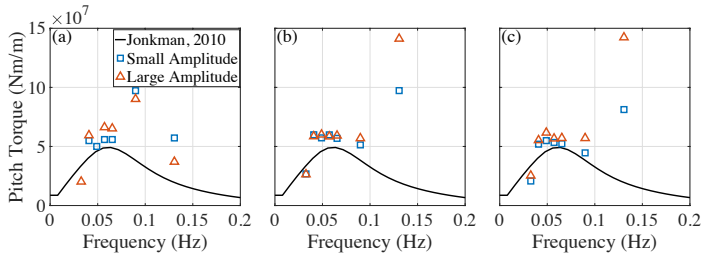 ×10⁷
15
10
5
0
Pitch Torque (Nm/m)
(a)
Jonkman, 2010
Small Amplitude
Large Amplitude
0 0.05 0.1 0.15 0.2
Frequency (Hz)
(b)
0 0.05 0.1 0.15 0.2
Frequency (Hz)
(c)
0 0.05 0.1 0.15 0.2
Frequency (Hz)